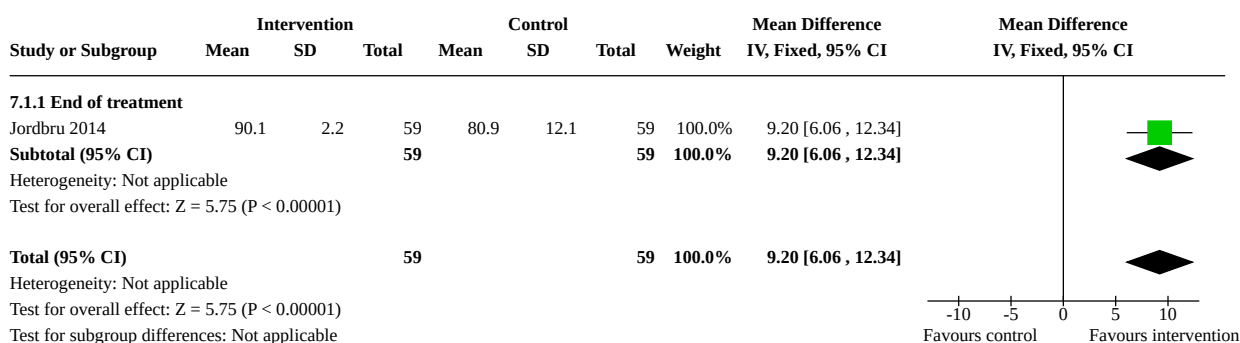 Intervention Control Mean Difference Mean Difference
Study or Subgroup Mean SD Total Mean SD Total Weight IV, Fixed, 95% CI IV, Fixed, 95% CI
7.1.1 End of treatment
Jordbru 2014 90.1 2.2 59 80.9 12.1 59 100.0% 9.20 [6.06 , 12.34]
Subtotal (95% CI) 59 59 100.0% 9.20 [6.06 , 12.34]
Heterogeneity: Not applicable
Test for overall effect: Z = 5.75 (P < 0.00001)
Total (95% CI) 59 59 100.0% 9.20 [6.06 , 12.34]
Heterogeneity: Not applicable
Test for overall effect: Z = 5.75 (P < 0.00001)
-10 -5 0 5 10
Test for subgroup differences: Not applicable Favours control Favours intervention